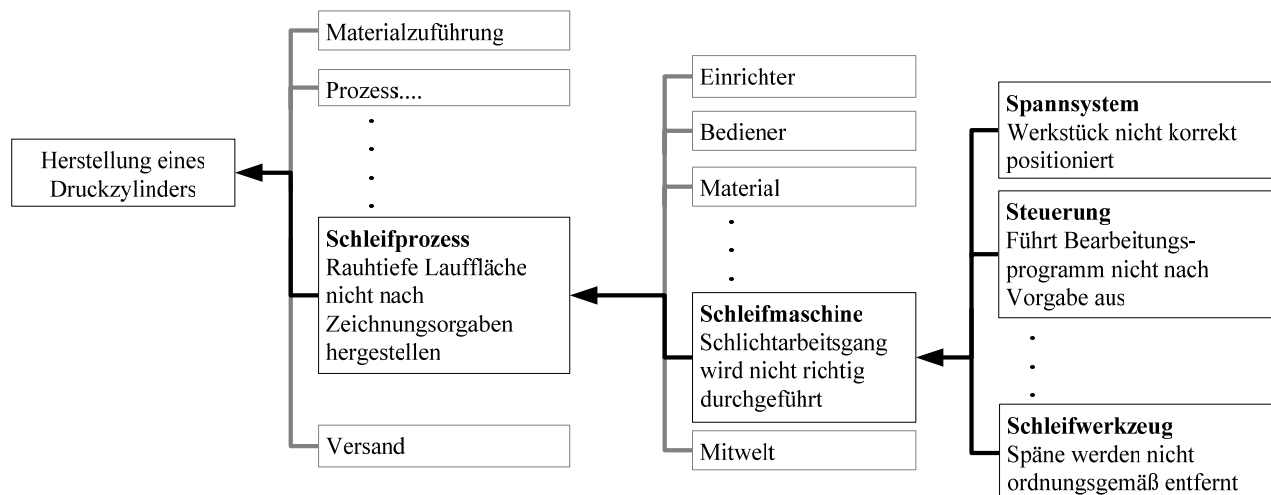 Herstellung eines
Druckzylinders
Materialzuführung
Prozess....
Schleifprozess
Rauhtiefe Lauffläche
nicht nach
Zeichnungsorgaben
hergestellen
Versand
Einrichter
Bediener
Material
Schleifmaschine
Schlichtarbeitsgang
wird nicht richtig
durchgeführt
Mitwelt
Spannsystem
Werkstück nicht korrekt
positioniert
Steuerung
Führt Bearbeitungs-
programm nicht nach
Vorgabe aus
Schleifwerkzeug
Späne werden nicht
ordnungsgemäß entfernt